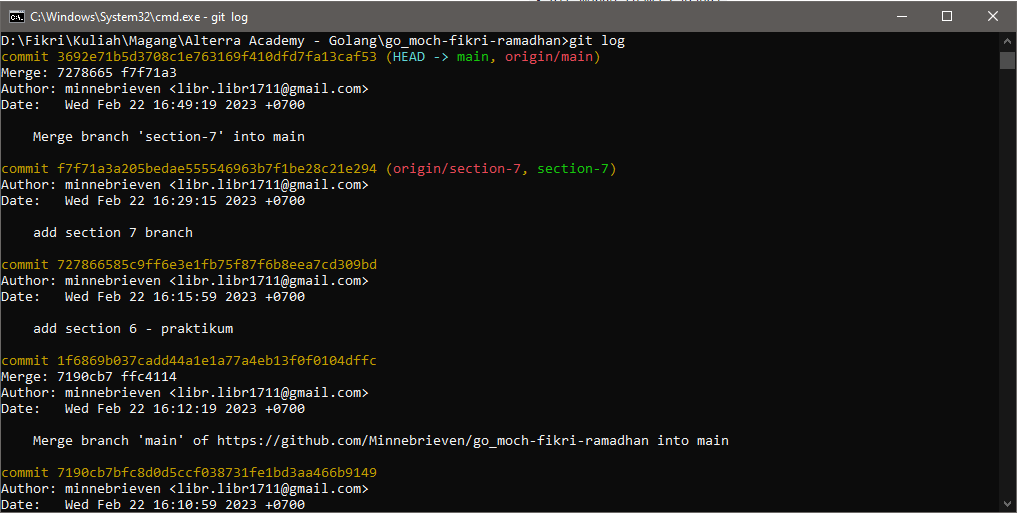 C:\Windows\System32\cmd.exe - git log
D:\Fikri\Kuliah\Magang\Alterra Academy - Golang\go_moch-fikri-ramadhan>git log
commit 3692e71b5d3708c1e763169f410dfd7fa13caf53 (HEAD -> main, origin/main)
Merge: 7278665 f7f71a3
Author: minnebrieven <libr.libr1711@gmail.com>
Date:   Wed Feb 22 16:49:19 2023 +0700
    Merge branch 'section-7' into main
commit f7f71a3a205bedae555546963b7f1be28c21e294 (origin/section-7, section-7)
Author: minnebrieven <libr.libr1711@gmail.com>
Date:   Wed Feb 22 16:29:15 2023 +0700
    add section 7 branch
commit 727866585c9ff6e3e1fb75f87f6b8eea7cd309bd
Author: minnebrieven <libr.libr1711@gmail.com>
Date:   Wed Feb 22 16:15:59 2023 +0700
    add section 6 - praktikum
commit 1f6869b037cadd44a1e1a77a4eb13f0f0104dffc
Merge: 7190cb7 ffc4114
Author: minnebrieven <libr.libr1711@gmail.com>
Date:   Wed Feb 22 16:12:19 2023 +0700
    Merge branch 'main' of https://github.com/Minnebrieven/go_moch-fikri-ramadhan into main
commit 7190cb7bfc8d0d5ccf038731fe1bd3aa466b9149
Author: minnebrieven <libr.libr1711@gmail.com>
Date:   Wed Feb 22 16:10:59 2023 +0700